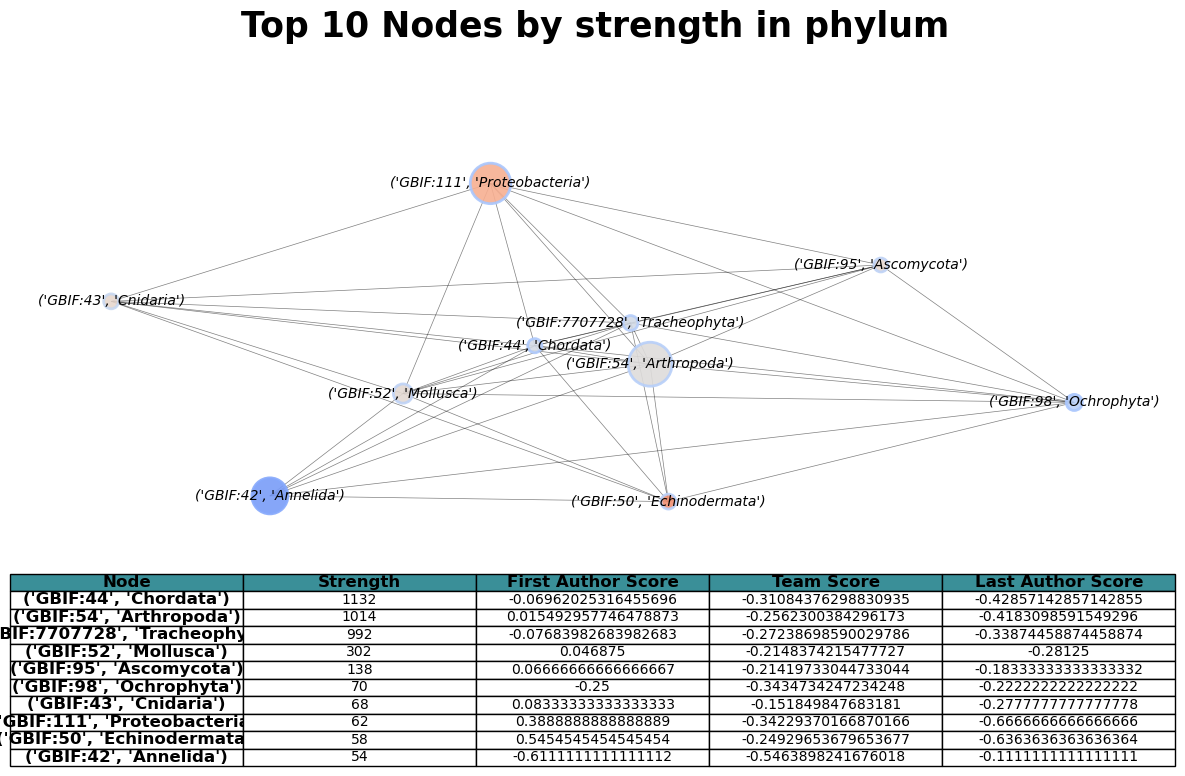 Top 10 Nodes by strength in phylum
('GBIF:111', 'Proteobacteria')
('GBIF:95', 'Ascomycota')
('GBIF:43', 'Cnidaria')
('GBIF:7707728', 'Tracheophyta')
('GBIF:44', 'Chordata')
('GBIF:54', 'Arthropoda')
('GBIF:52', 'Mollusca')
('GBIF:98', 'Ochrophyta')
('GBIF:42', 'Annelida')
('GBIF:50', 'Echinodermata')
Node Strength First Author Score Team Score Last Author Score
('GBIF:44', 'Chordata') 1132 -0.06962025316455696 -0.31084376298830935 -0.42857142857142855
('GBIF:54', 'Arthropoda') 1014 0.015492957746478873 -0.2562300384296173 -0.4183098591549296
BIF:7707728', 'Tracheophy 992 -0.07683982683982683 -0.27238698590029786 -0.33874458874458874
('GBIF:52', 'Mollusca') 302 0.046875 -0.2148374215477727 -0.28125
('GBIF:95', 'Ascomycota') 138 0.06666666666666667 -0.2141973044733044 -0.18333333333333332
('GBIF:98', 'Ochrophyta') 70 -0.25 -0.3434734247234248 -0.2222222222222222
('GBIF:43', 'Cnidaria') 68 0.08333333333333333 -0.151849847683181 -0.2777777777777778
'GBIF:111', 'Proteobacteria 62 0.3888888888888889 -0.34229370166870166 -0.6666666666666666
('GBIF:50', 'Echinodermata 58 0.5454545454545454 -0.24929653679653677 -0.6363636363636364
('GBIF:42', 'Annelida') 54 -0.6111111111111112 -0.5463898241676018 -0.1111111111111111